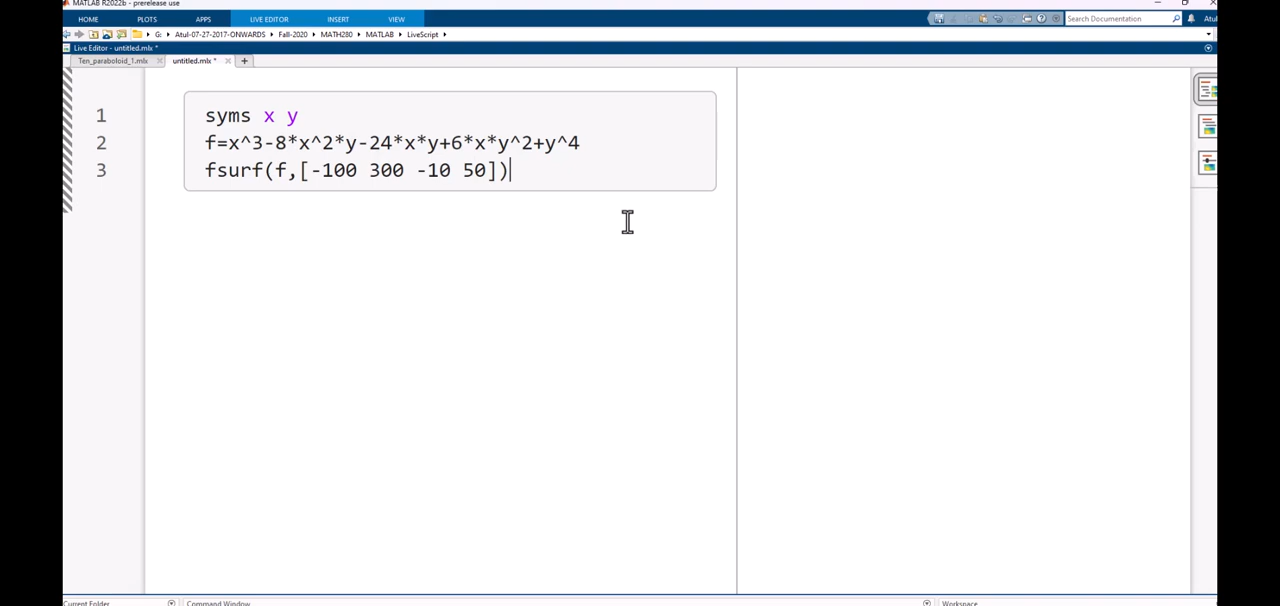 MATLAB R2022b - prerelease use
HOME PLOTS APPS LIVE EDITOR INSERT VIEW Search Documentation Atul
G: Atul-07-27-2017-ONWARDS Fall-2020 MATH280 MATLAB LiveScript
Live Editor - untitled.mlx *
Ten_paraboloid_1.mlx untitled.mlx *
1 syms x y
2 f=x^3-8*x^2*y-24*x*y+6*x*y^2+y^4
3 fsurf(f,[-100 300 -10 50])
Current Folder Command Window Workspace